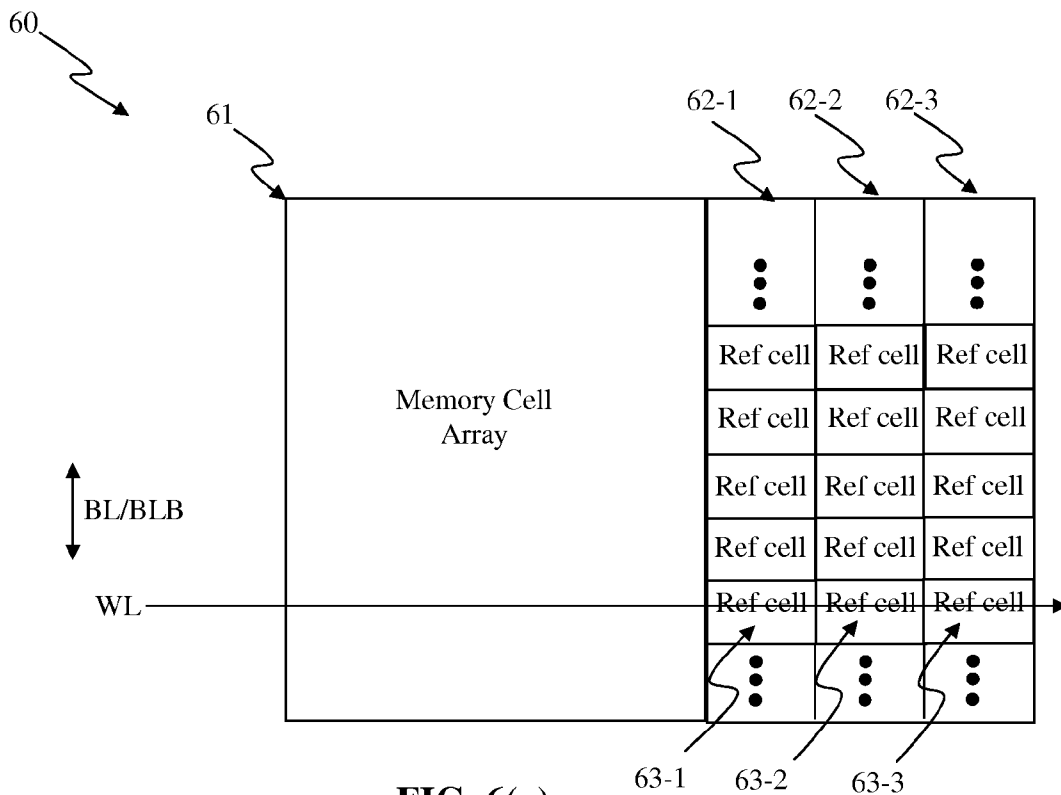 60
61
62-1 62-2 62-3
Ref cell Ref cell Ref cell
Memory Cell
Array
Ref cell Ref cell Ref cell
BL/BLB
Ref cell Ref cell Ref cell
Ref cell Ref cell Ref cell
WL
Ref cell Ref cell Ref cell
63-1 63-2 63-3